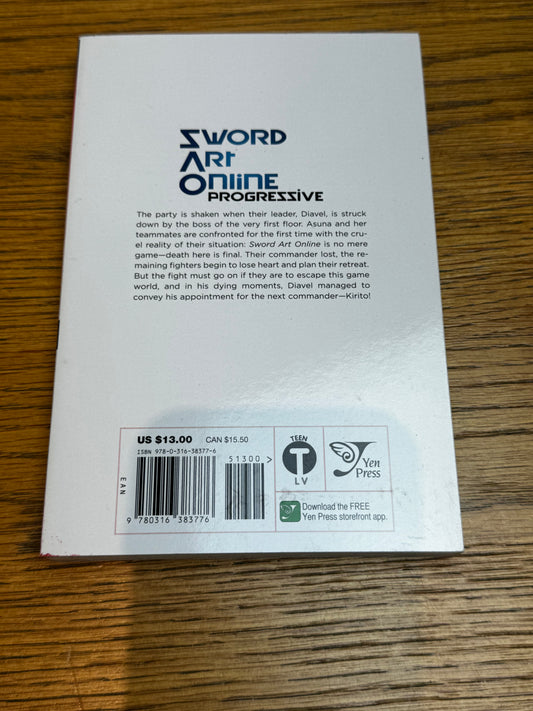 SWORD
ART
ONLINE
PROGRESSIVE
The party is shaken when their leader, Diavel, is struck
down by the boss of the very first floor. Asuna and her
teammates are confronted for the first time with the cru-
el reality of their situation: Sword Art Online is no mere
game—death here is final. Their commander lost, the re-
maining fighters begin to lose heart and plan their retreat.
But the fight must go on if they are to escape this game
world, and in his dying moments, Diavel managed to
convey his appointment for the next commander—Kirito!
US $13.00 CAN $15.50
ISBN 978-0-316-38377-6
51300 >
EAN
9 780316 383776
TEEN
T
LV
Yen
Press
Download the FREE
Yen Press storefront app.